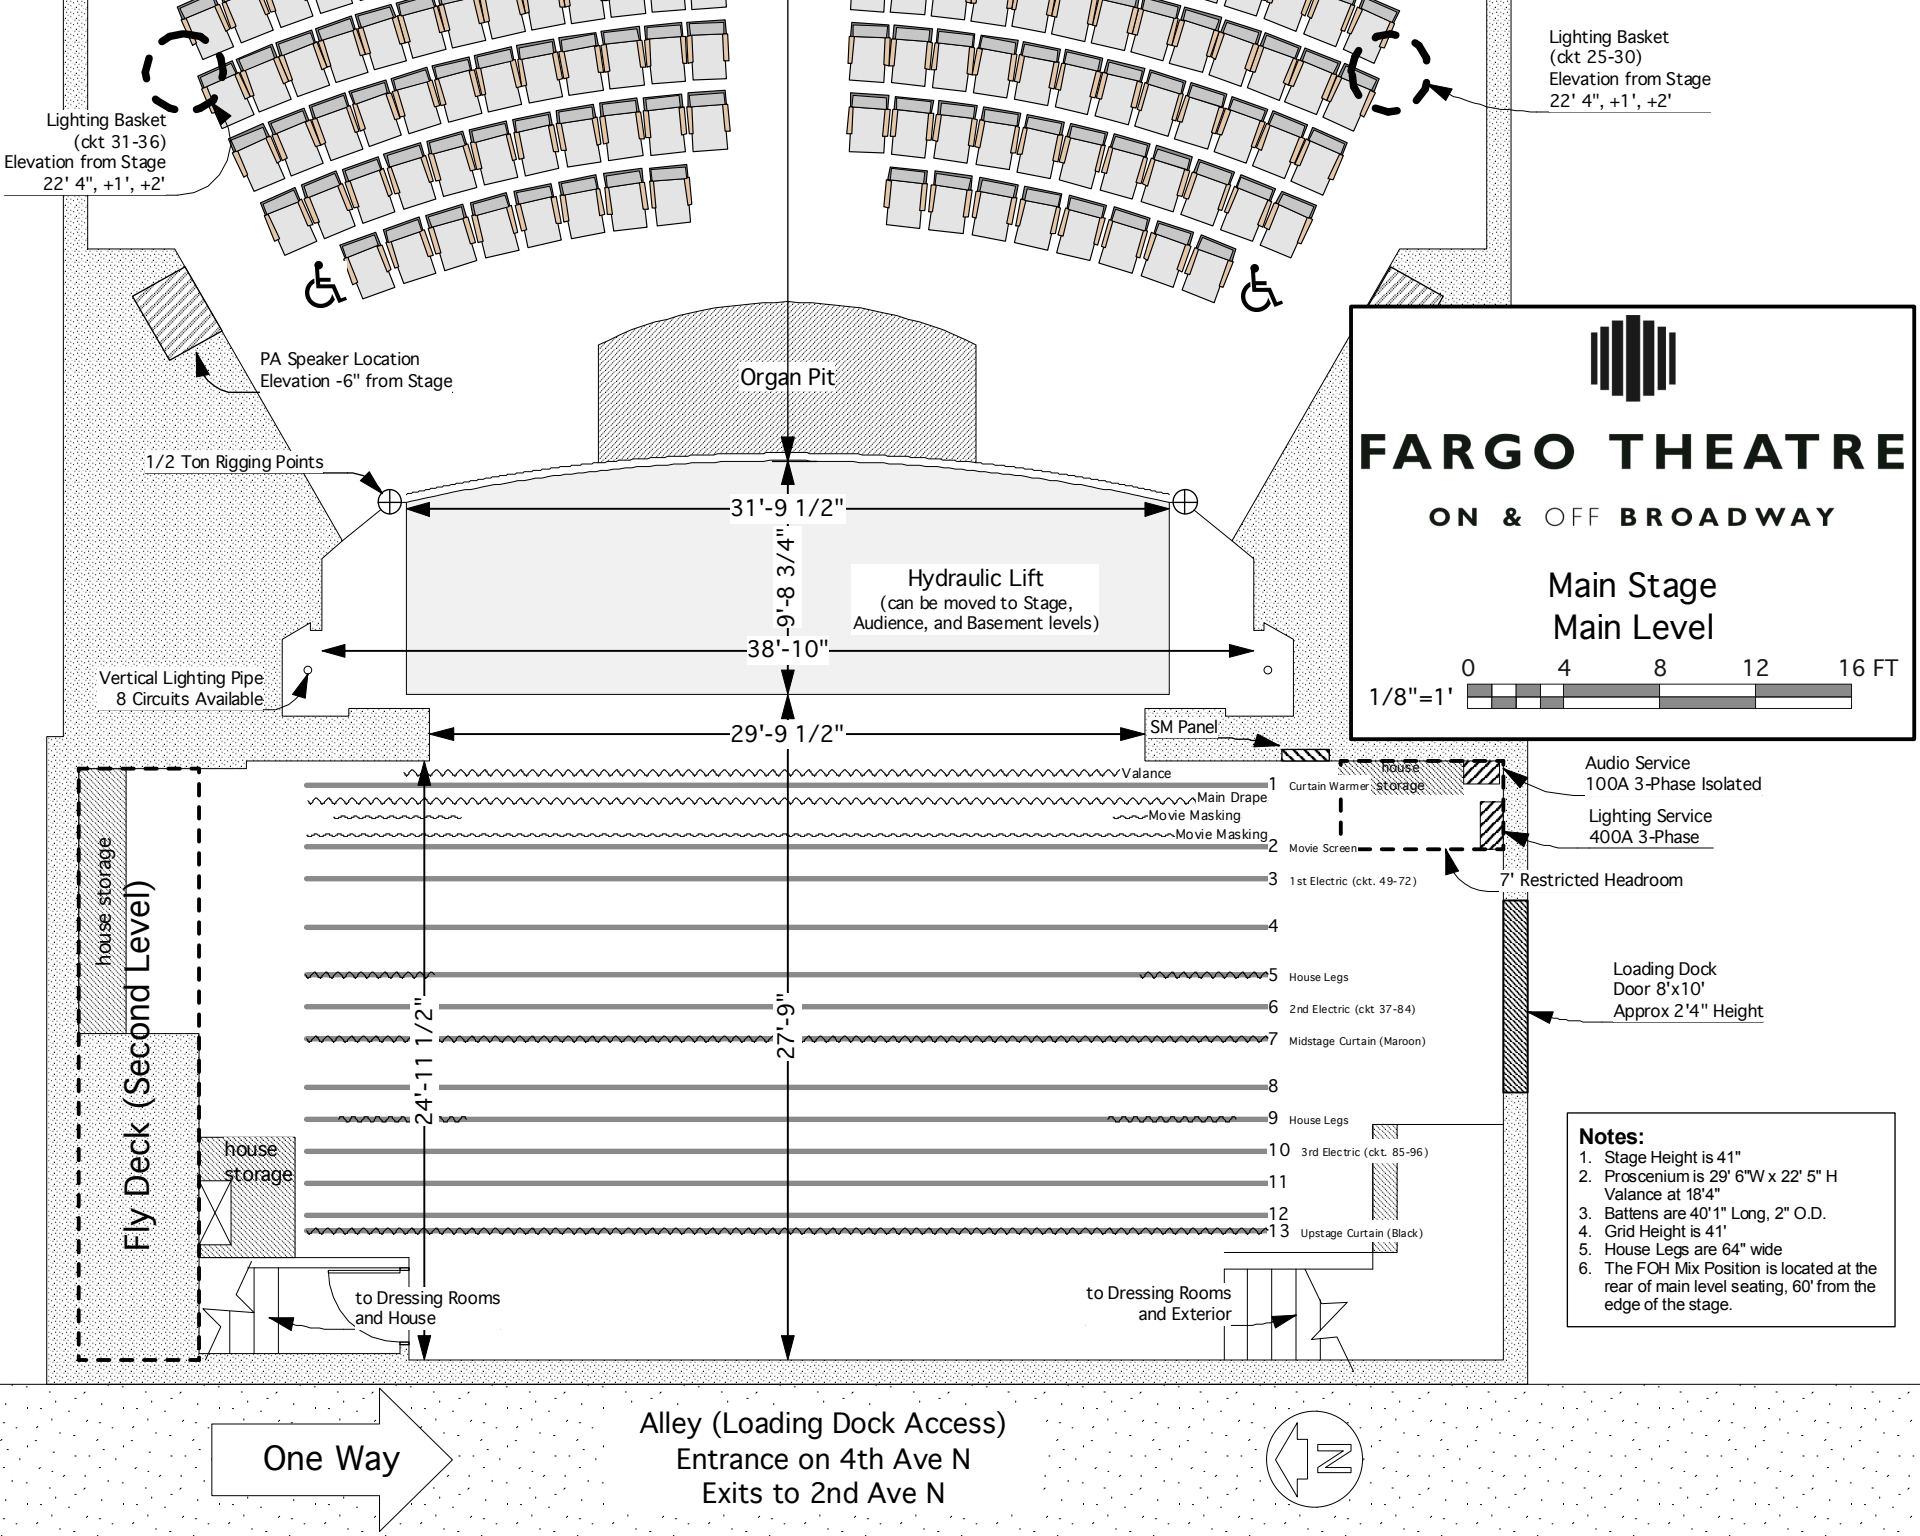 Lighting Basket
(ckt 31-36)
Elevation from Stage
22' 4", +1', +2'
Lighting Basket
(ckt 25-30)
Elevation from Stage
22' 4", +1', +2'
PA Speaker Location
Elevation -6" from Stage
Organ Pit
1/2 Ton Rigging Points
31'-9 1/2"
9'-8 3/4"
Hydraulic Lift
(can be moved to Stage,
Audience, and Basement levels)
38'-10"
Vertical Lighting Pipe
8 Circuits Available
29'-9 1/2"
SM Panel
FARGO THEATRE
ON & OFF BROADWAY
Main Stage
Main Level
0 4 8 12 16 FT
1/8"=1'
Valance
1 Curtain Warmer
house
storage
Main Drape
Movie Masking
Movie Masking
2 Movie Screen
3 1st Electric (ckt. 49-72)
4
5 House Legs
6 2nd Electric (ckt 37-84)
7 Midstage Curtain (Maroon)
8
9 House Legs
10 3rd Electric (ckt. 85-96)
11
12
13 Upstage Curtain (Black)
24'-11 1/2"
27'-9"
Audio Service
100A 3-Phase Isolated
Lighting Service
400A 3-Phase
7' Restricted Headroom
Loading Dock
Door 8'x10'
Approx 2'4" Height
house storage
Fly Deck (Second Level)
house
storage
to Dressing Rooms
and House
to Dressing Rooms
and Exterior
Notes:
1. Stage Height is 41"
2. Proscenium is 29' 6"W x 22' 5" H
Valance at 18'4"
3. Battens are 40'1" Long, 2" O.D.
4. Grid Height is 41'
5. House Legs are 64" wide
6. The FOH Mix Position is located at the
rear of main level seating, 60' from the
edge of the stage.
One Way
Alley (Loading Dock Access)
Entrance on 4th Ave N
Exits to 2nd Ave N
N